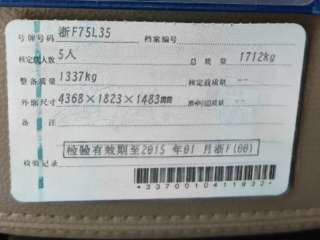 号牌号码 浙F75L35 档案编号
核定载人数 5人 总质量 1712kg
整备质量 1337kg 核定载质量 --
外廓尺寸 4368×1823×1483mm 准牵引总质量 --
备注
检验有效期至2015年01月浙F(00)
检验记录
*3370010411932*